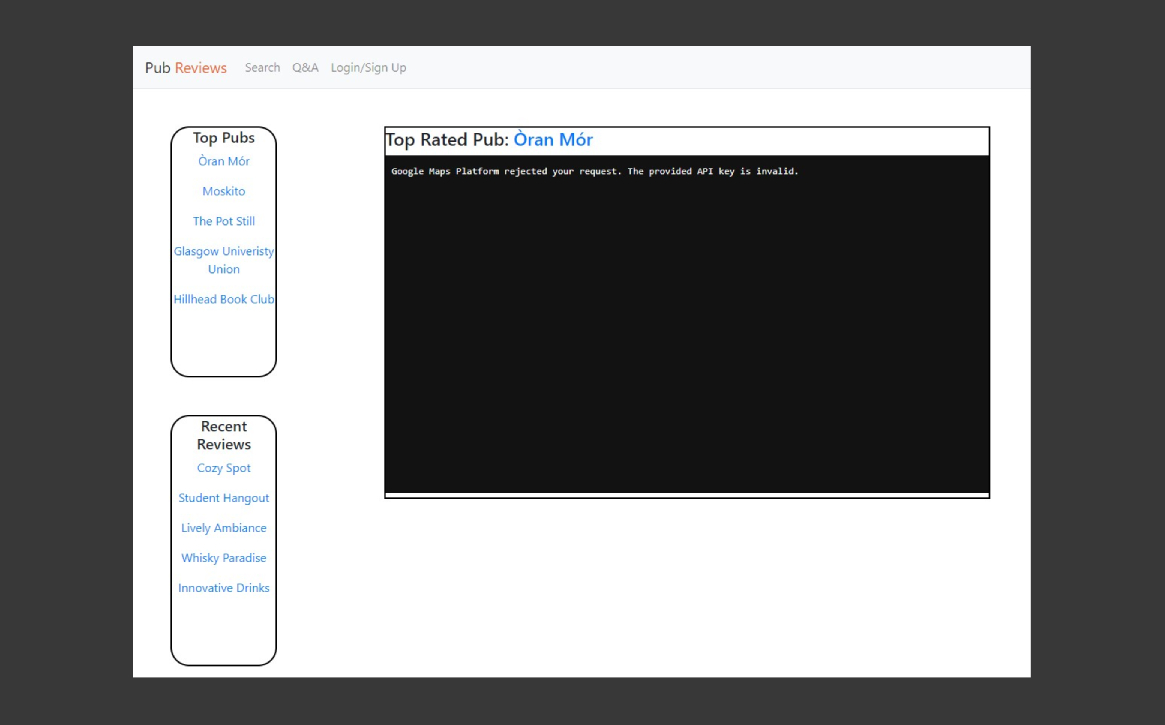 Pub Reviews Search Q&A Login/Sign Up
Top Pubs
Òran Mór
Moskito
The Pot Still
Glasgow Univeristy
Union
Hillhead Book Club
Recent
Reviews
Cozy Spot
Student Hangout
Lively Ambiance
Whisky Paradise
Innovative Drinks
Top Rated Pub: Òran Mór
Google Maps Platform rejected your request. The provided API key is invalid.